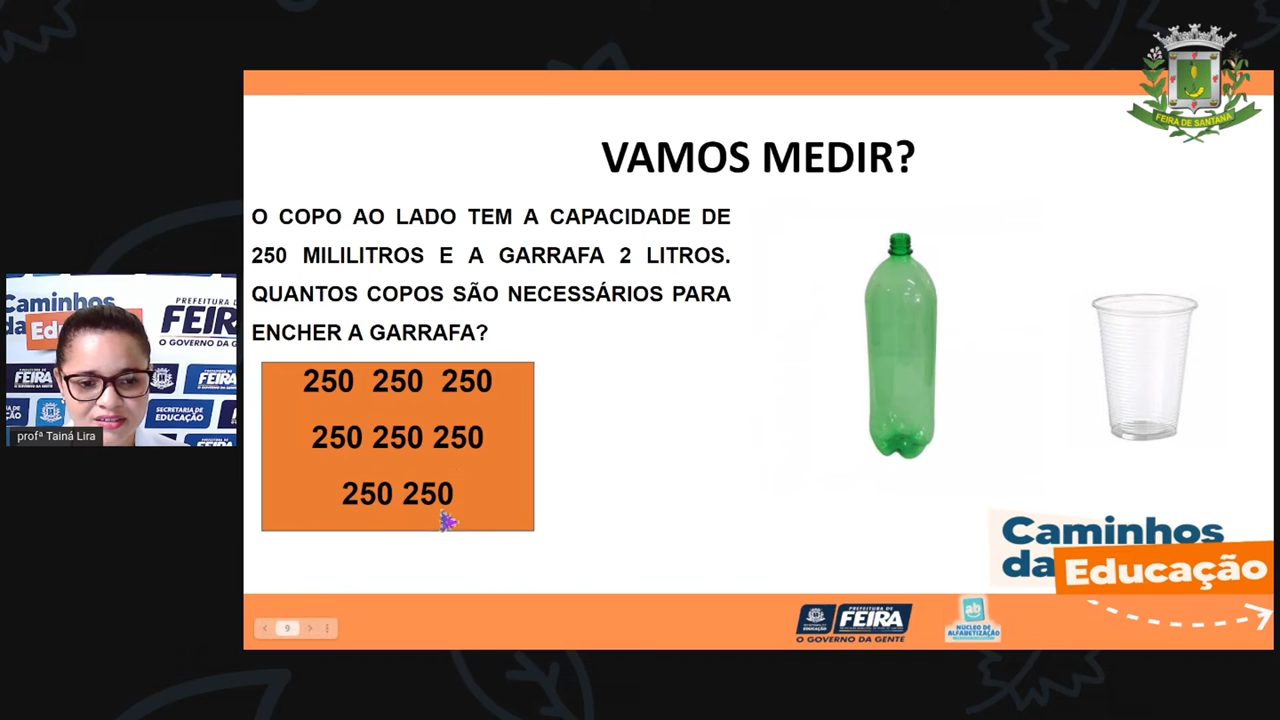 FEIRA DE SANTANA
VAMOS MEDIR?
O COPO AO LADO TEM A CAPACIDADE DE
250 MILILITROS E A GARRAFA 2 LITROS.
QUANTOS COPOS SÃO NECESSÁRIOS PARA
ENCHER A GARRAFA?
250 250 250
250 250 250
250 250
Caminhos
da
Educação
PREFEITURA DE
FEIRA
O GOVERNO DA GENTE
ab
NÚCLEO DE
ALFABETIZAÇÃO
9
Caminhos
da Ed
PREFEITURA DE
FEIR
O GOVERNO DA G
FEIRA
SECRETARIA DE
EDUCAÇÃO
profª Tainá Lira